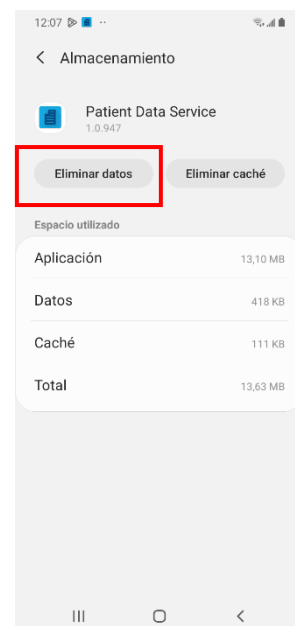 12:07
Almacenamiento
Patient Data Service
1.0.947
Eliminar datos
Eliminar caché
Espacio utilizado
Aplicación 13,10 MB
Datos 418 KB
Caché 111 KB
Total 13,63 MB